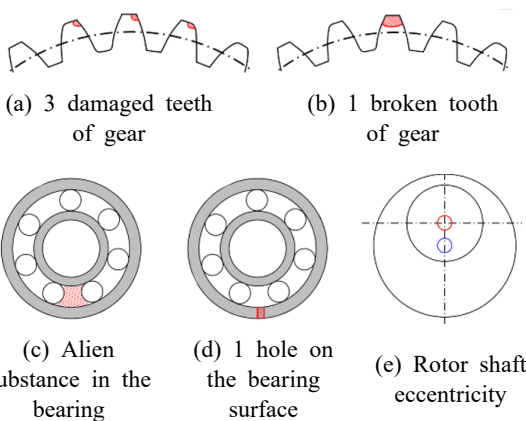 (a) 3 damaged teeth
of gear
(b) 1 broken tooth
of gear
(c) Alien
ubstance in the
bearing
(d) 1 hole on
the bearing
surface
(e) Rotor shaft
eccentricity